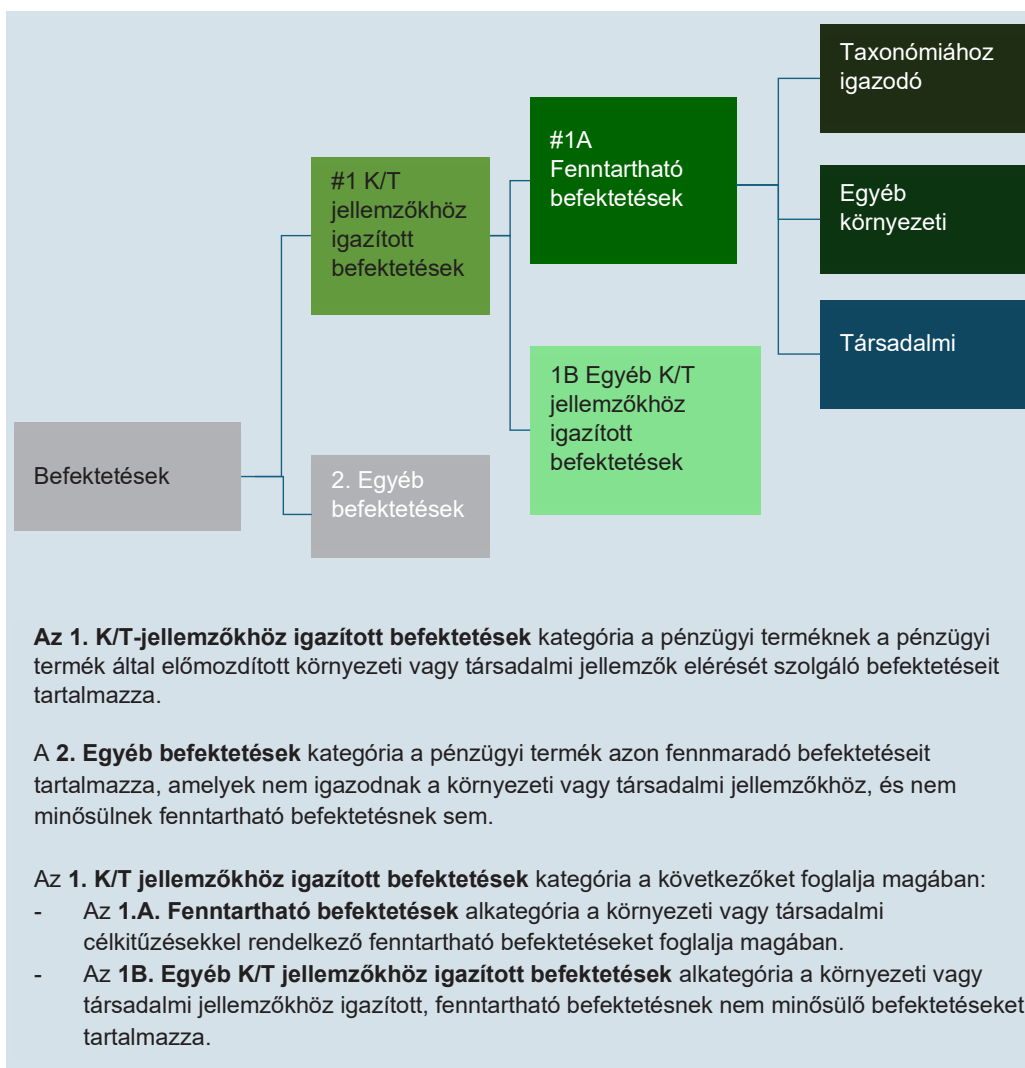 Taxonómiához
igazodó
#1A
Fenntartható
befektetések
#1 K/T
jellemzőkhöz
igazított
befektetések
Egyéb
környezeti
Társadalmi
1B Egyéb K/T
jellemzőkhöz
igazított
befektetések
Befektetések
2. Egyéb
befektetések
Az 1. K/T-jellemzőkhöz igazított befektetések kategória a pénzügyi terméknek a pénzügyi
termék által előmozdított környezeti vagy társadalmi jellemzők elérését szolgáló befektetéseit
tartalmazza.
A 2. Egyéb befektetések kategória a pénzügyi termék azon fennmaradó befektetéseit
tartalmazza, amelyek nem igazodnak a környezeti vagy társadalmi jellemzőkhöz, és nem
minősülnek fenntartható befektetésnek sem.
Az 1. K/T jellemzőkhöz igazított befektetések kategória a következőket foglalja magában:
- Az 1.A. Fenntartható befektetések alkategória a környezeti vagy társadalmi
célkitűzésekkel rendelkező fenntartható befektetéseket foglalja magában.
- Az 1B. Egyéb K/T jellemzőkhöz igazított befektetések alkategória a környezeti vagy
társadalmi jellemzőkhöz igazított, fenntartható befektetésnek nem minősülő befektetéseket
tartalmazza.